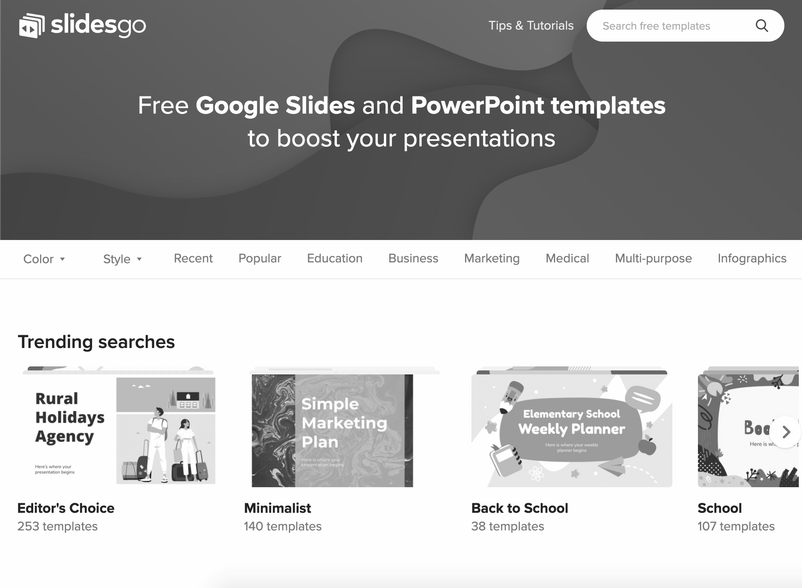 slidesgo
Tips & Tutorials
Search free templates
Free Google Slides and PowerPoint templates
to boost your presentations
Color
Style
Recent
Popular
Education
Business
Marketing
Medical
Multi-purpose
Infographics
Trending searches
Rural
Holidays
Agency
Here's where your
presentation begins
Simple
Marketing
Plan
Here is where your
presentation begins
Elementary School
Weekly Planner
Here is where your weekly
planner begins
Boo
Here is wh
Editor's Choice
253 templates
Minimalist
140 templates
Back to School
38 templates
School
107 templates